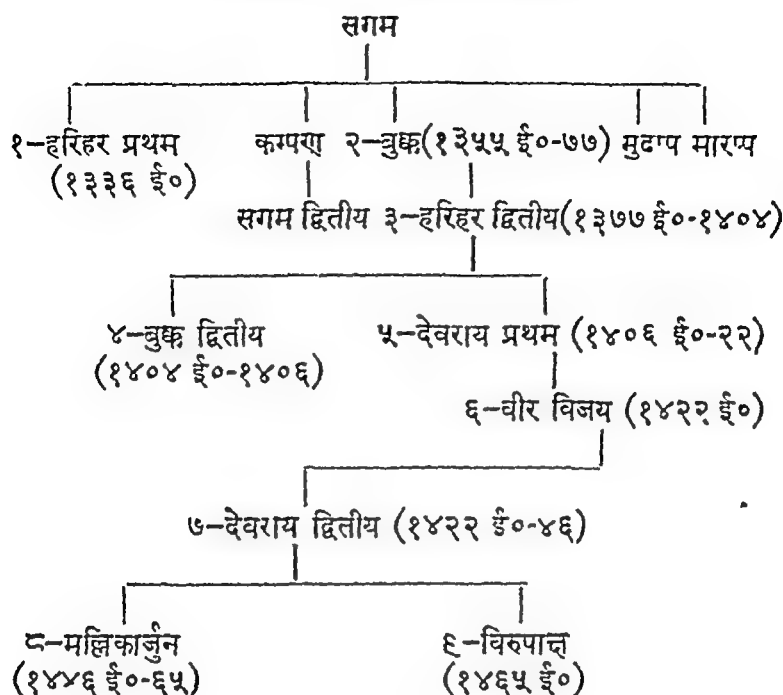 सगम
१-हरिहर प्रथम कम्पण २-बुक्क(१३५५ ई०-७७) मुदप्प मारप्प
(१३३६ ई०)
सगम द्वितीय ३-हरिहर द्वितीय(१३७७ ई०-१४०४)
४-बुक्क द्वितीय ५-देवराय प्रथम (१४०६ ई०-२२)
(१४०४ ई०-१४०६)
६-वीर विजय (१४२२ ई०)
७-देवराय द्वितीय (१४२२ ई०-४६)
८-मल्लिकार्जुन ९-विरुपाक्ष
(१४४६ ई०-६५) (१४६५ ई०)